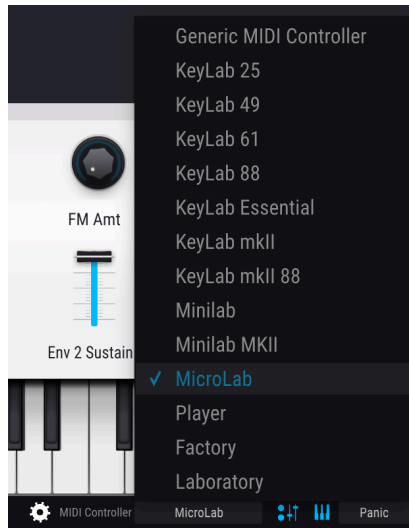 Generic MIDI Controller
KeyLab 25
KeyLab 49
KeyLab 61
KeyLab 88
KeyLab Essential
KeyLab mkII
KeyLab mkII 88
Minilab
Minilab MKII
✓ MicroLab
Player
Factory
Laboratory
FM Amt
Env 2 Sustain
MIDI Controller MicroLab Panic